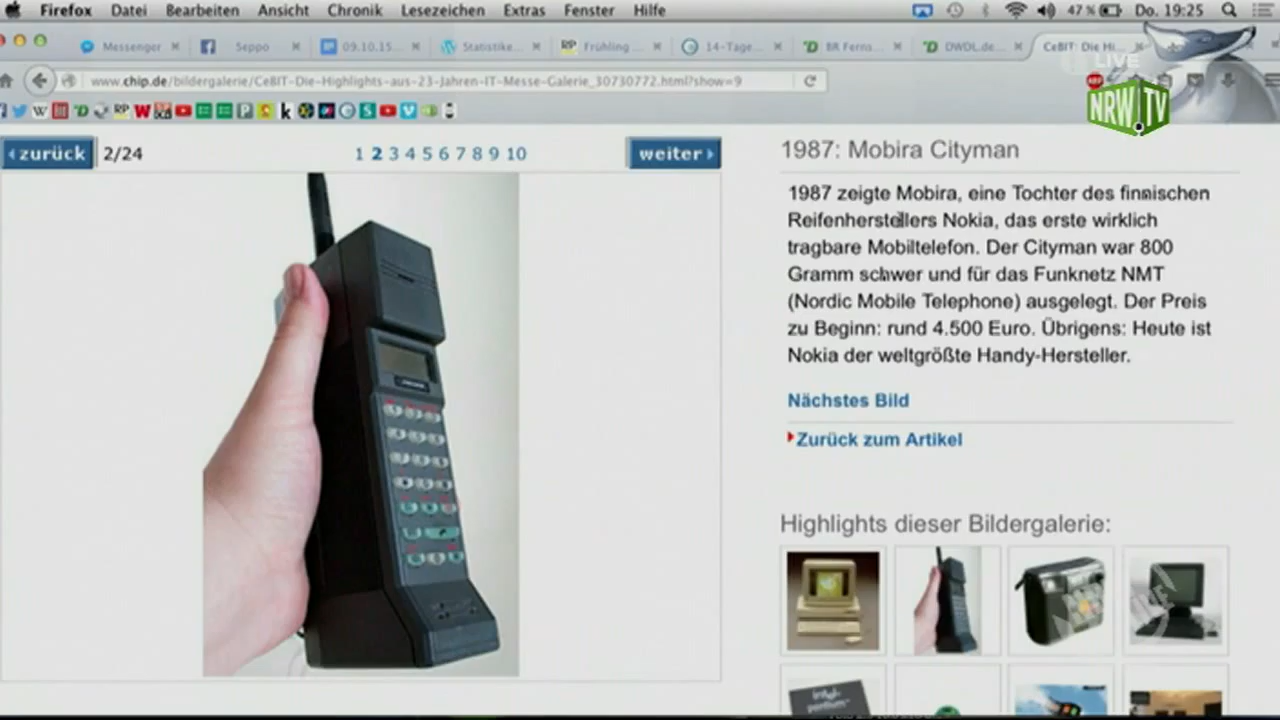 Firefox Datei Bearbeiten Ansicht Chronik Lesezeichen Extras Fenster Hilfe 47 % Do. 19:25
Messenger Seppo 09.10.15... Statistike... Frühling ... 14-Tage... BR Ferns... DWDL.de... CeBIT: Die Hi...
LIVE
www.chip.de/bildergalerie/CeBIT-Die-Highlights-aus-23-Jahren-IT-Messe-Galerie_30730772.html?show=9
NRW.TV
zurück 2/24 1 2 3 4 5 6 7 8 9 10 weiter
1987: Mobira Cityman
1987 zeigte Mobira, eine Tochter des finnischen
Reifenherstellers Nokia, das erste wirklich
tragbare Mobiltelefon. Der Cityman war 800
Gramm schwer und für das Funknetz NMT
(Nordic Mobile Telephone) ausgelegt. Der Preis
zu Beginn: rund 4.500 Euro. Übrigens: Heute ist
Nokia der weltgrößte Handy-Hersteller.
Nächstes Bild
Zurück zum Artikel
Highlights dieser Bildergalerie:
intel
pentium